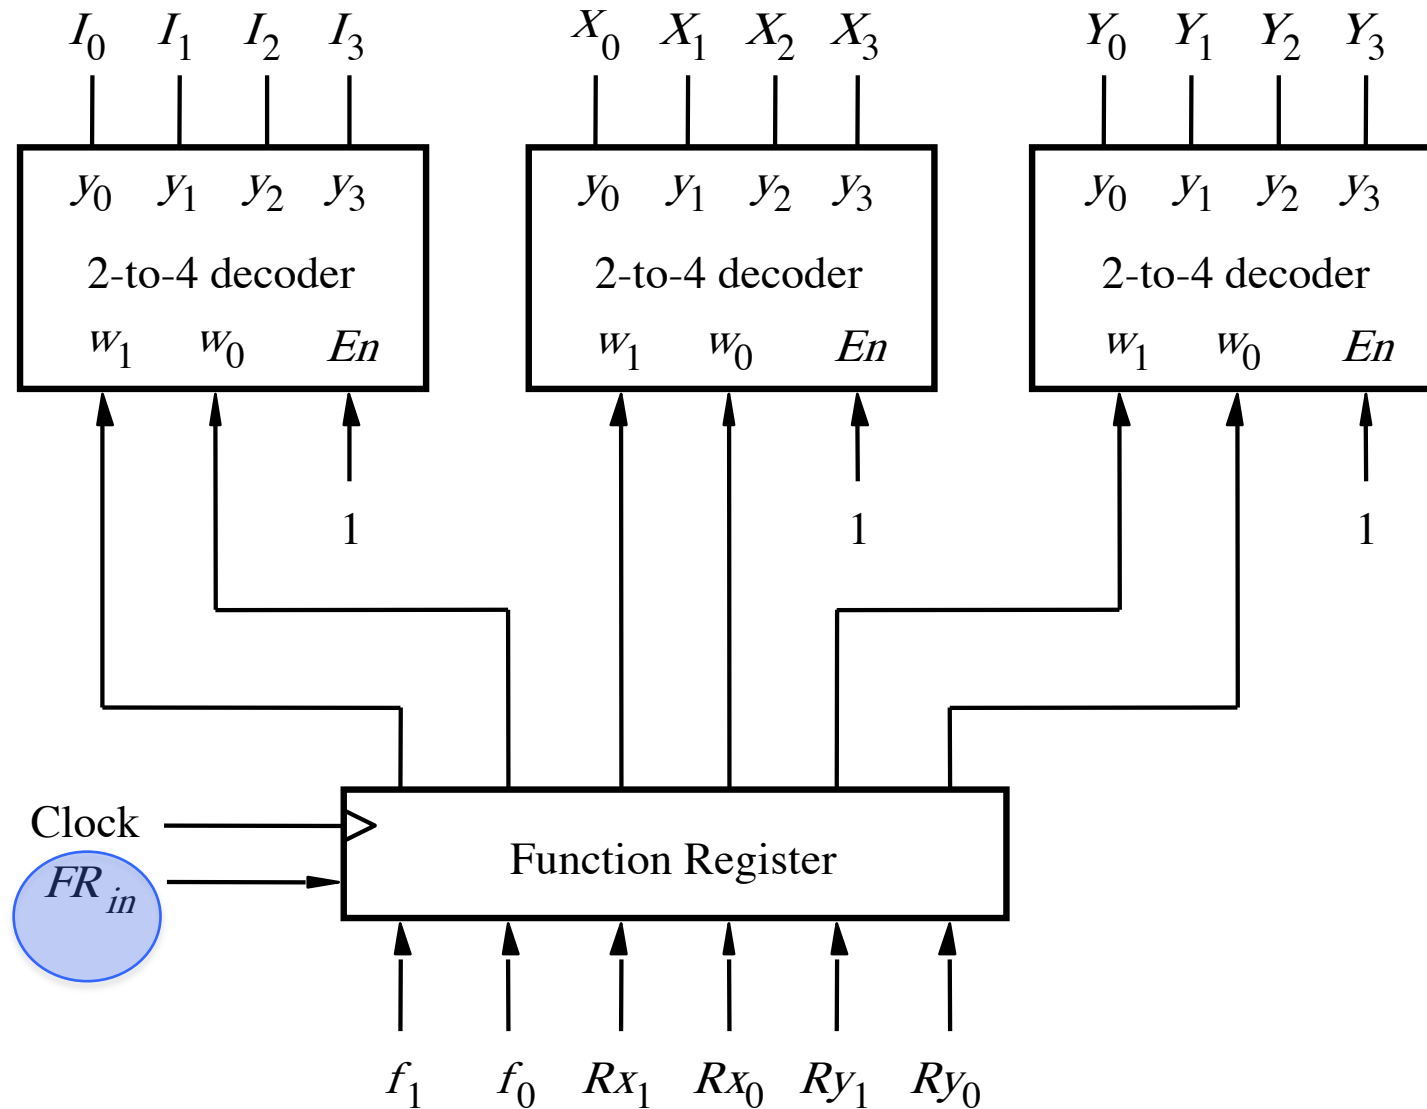 I0 I1 I2 I3 X0 X1 X2 X3 Y0 Y1 Y2 Y3
y0 y1 y2 y3 y0 y1 y2 y3 y0 y1 y2 y3
2-to-4 decoder 2-to-4 decoder 2-to-4 decoder
w1 w0 En w1 w0 En w1 w0 En
1 1 1
Clock
FR in
Function Register
f1 f0 Rx1 Rx0 Ry1 Ry0